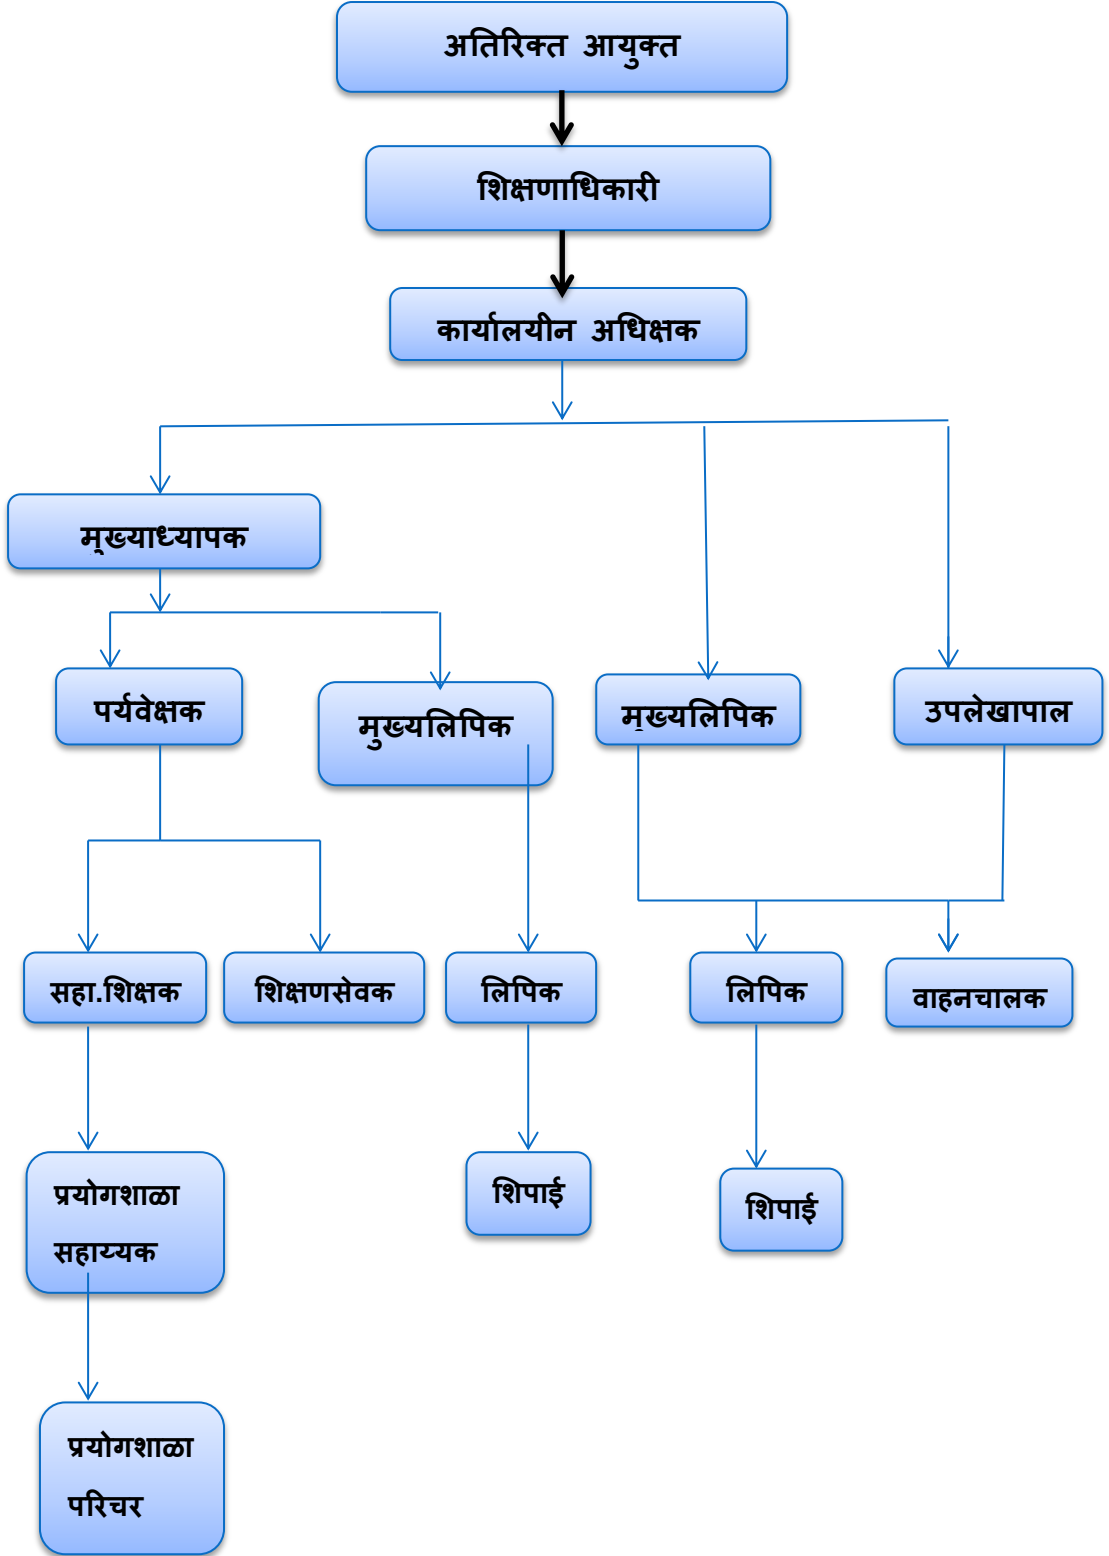 अतिरिक्त आयुक्त
शिक्षणाधिकारी
कार्यालयीन अधिक्षक
मुख्याध्यापक
पर्यवेक्षक
मुख्यलिपिक
मुख्यलिपिक
उपलेखापाल
सहा.शिक्षक
शिक्षणसेवक
लिपिक
लिपिक
वाहनचालक
प्रयोगशाळा
सहाय्यक
शिपाई
शिपाई
प्रयोगशाळा
परिचर